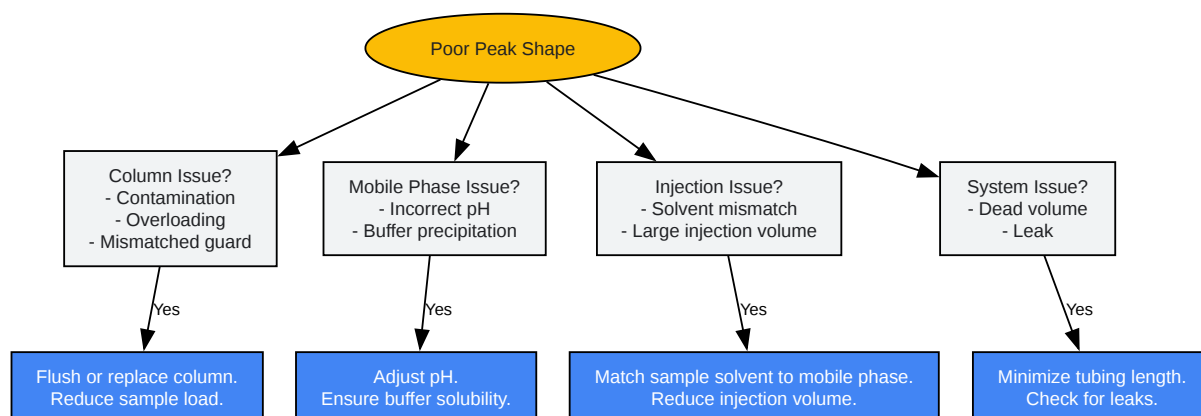 Poor Peak Shape
Column Issue?
- Contamination
- Overloading
- Mismatched guard
Mobile Phase Issue?
- Incorrect pH
- Buffer precipitation
Injection Issue?
- Solvent mismatch
- Large injection volume
System Issue?
- Dead volume
- Leak
Yes
Yes
Yes
Yes
Flush or replace column.
Reduce sample load.
Adjust pH.
Ensure buffer solubility.
Match sample solvent to mobile phase.
Reduce injection volume.
Minimize tubing length.
Check for leaks.